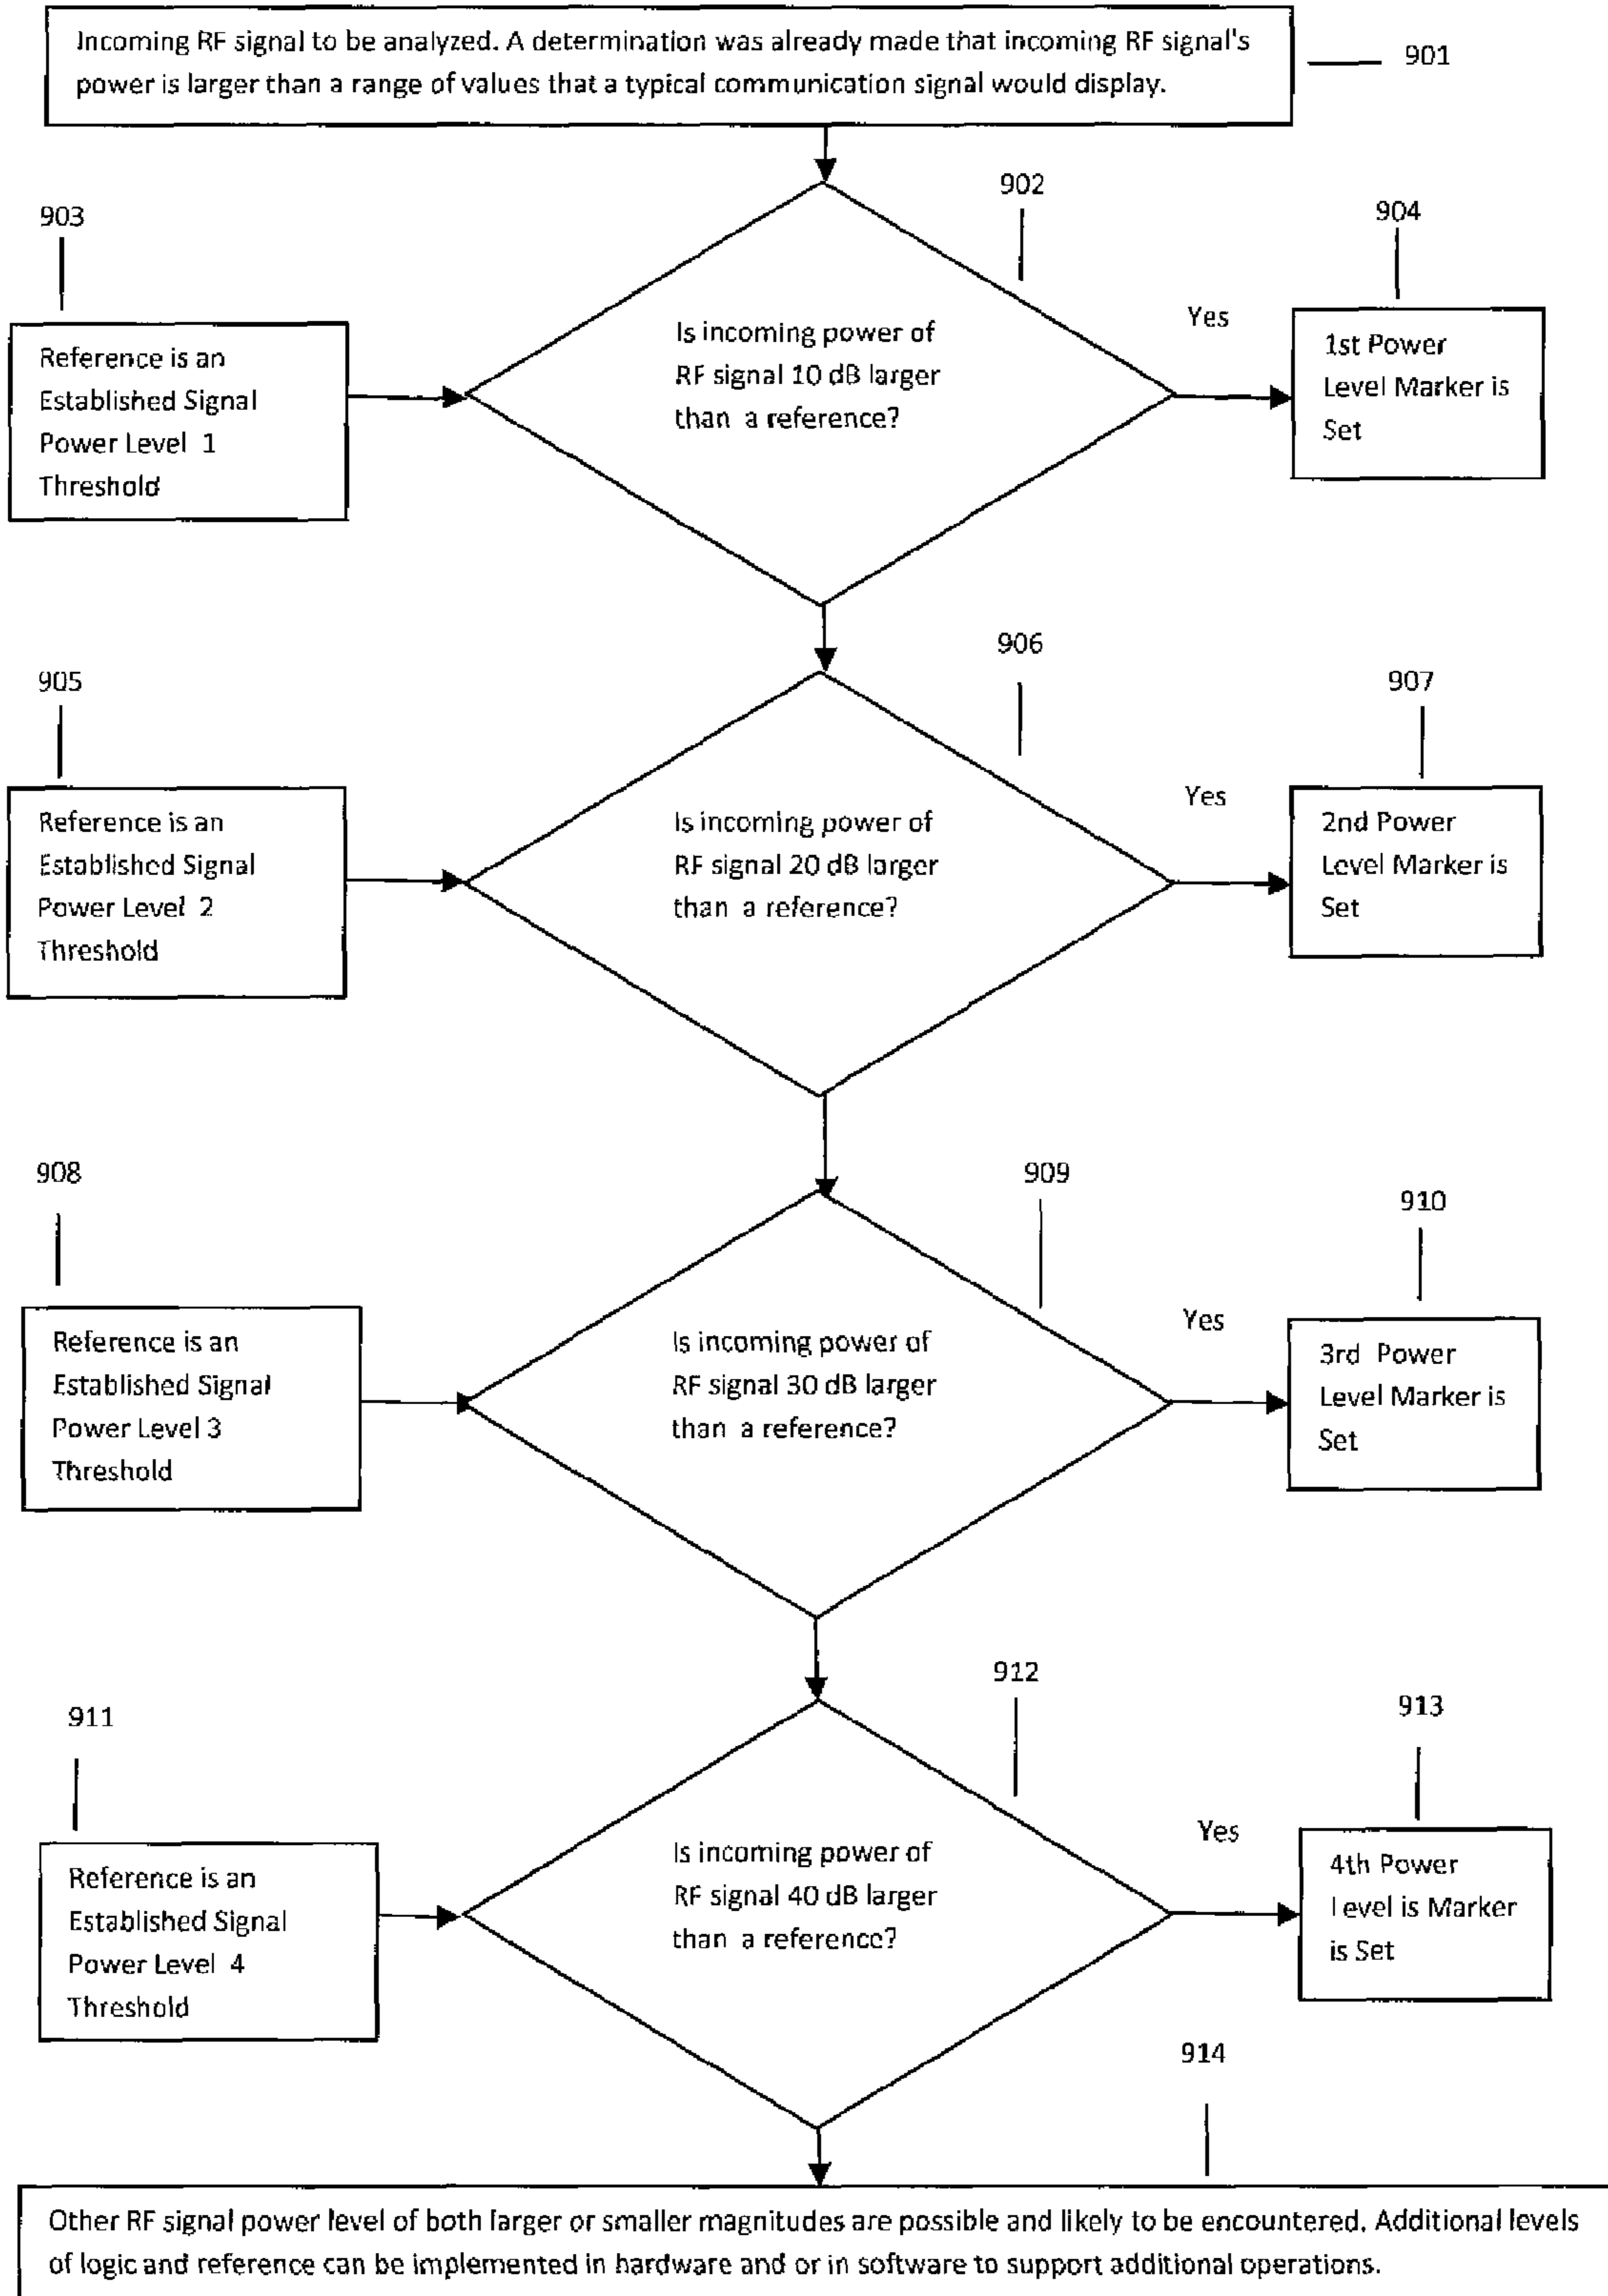 Incoming RF signal to be analyzed. A determination was already made that incoming RF signal's
power is larger than a range of values that a typical communication signal would display.
901
902
903
904
Reference is an
Established Signal
Power Level 1
Threshold
Is incoming power of
RF signal 10 dB larger
than a reference?
Yes
1st Power
Level Marker is
Set
905
906
907
Reference is an
Established Signal
Power Level 2
Threshold
Is incoming power of
RF signal 20 dB larger
than a reference?
Yes
2nd Power
Level Marker is
Set
908
909
910
Reference is an
Established Signal
Power Level 3
Threshold
Is incoming power of
RF signal 30 dB larger
than a reference?
Yes
3rd Power
Level Marker is
Set
911
912
913
Reference is an
Established Signal
Power Level 4
Threshold
Is incoming power of
RF signal 40 dB larger
than a reference?
Yes
4th Power
Level is Marker
is Set
914
Other RF signal power level of both larger or smaller magnitudes are possible and likely to be encountered. Additional levels
of logic and reference can be implemented in hardware and or in software to support additional operations.